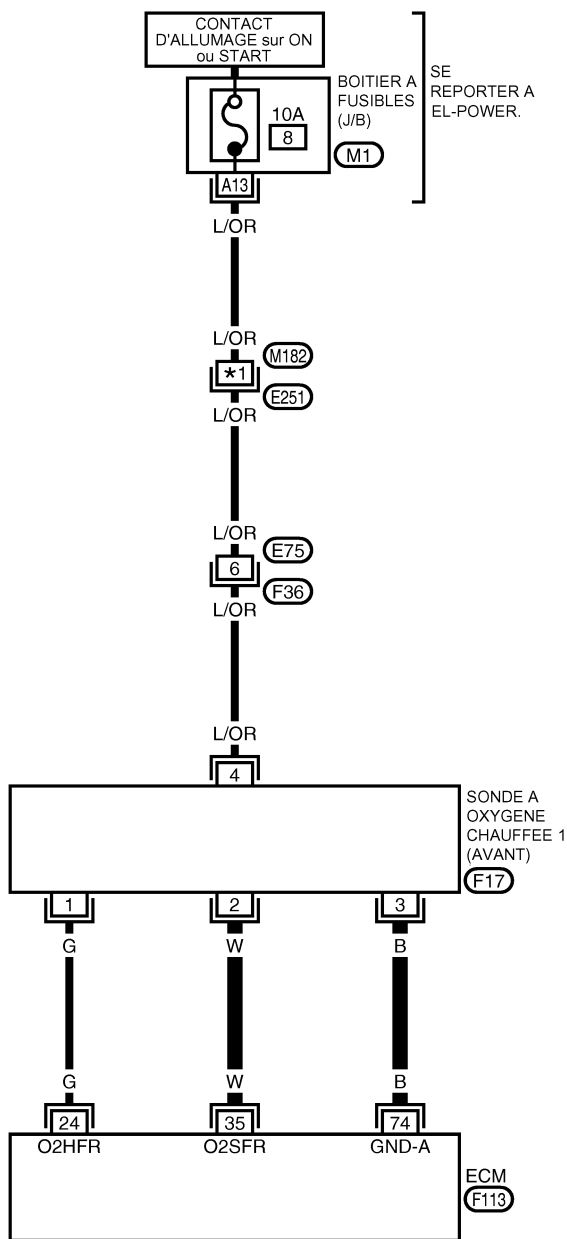 CONTACT
D'ALLUMAGE sur ON
ou START
BOITIER A
FUSIBLES
(J/B)
SE
REPORTER A
EL-POWER.
10A
8
M1
A13
L/OR
L/OR
M182
*1
E251
L/OR
L/OR
E75
6
F36
L/OR
L/OR
4
SONDE A
OXYGENE
CHAUFFEE 1
(AVANT)
F17
1 2 3
G W B
G W B
24 35 74
O2HFR O2SFR GND-A
ECM
F113